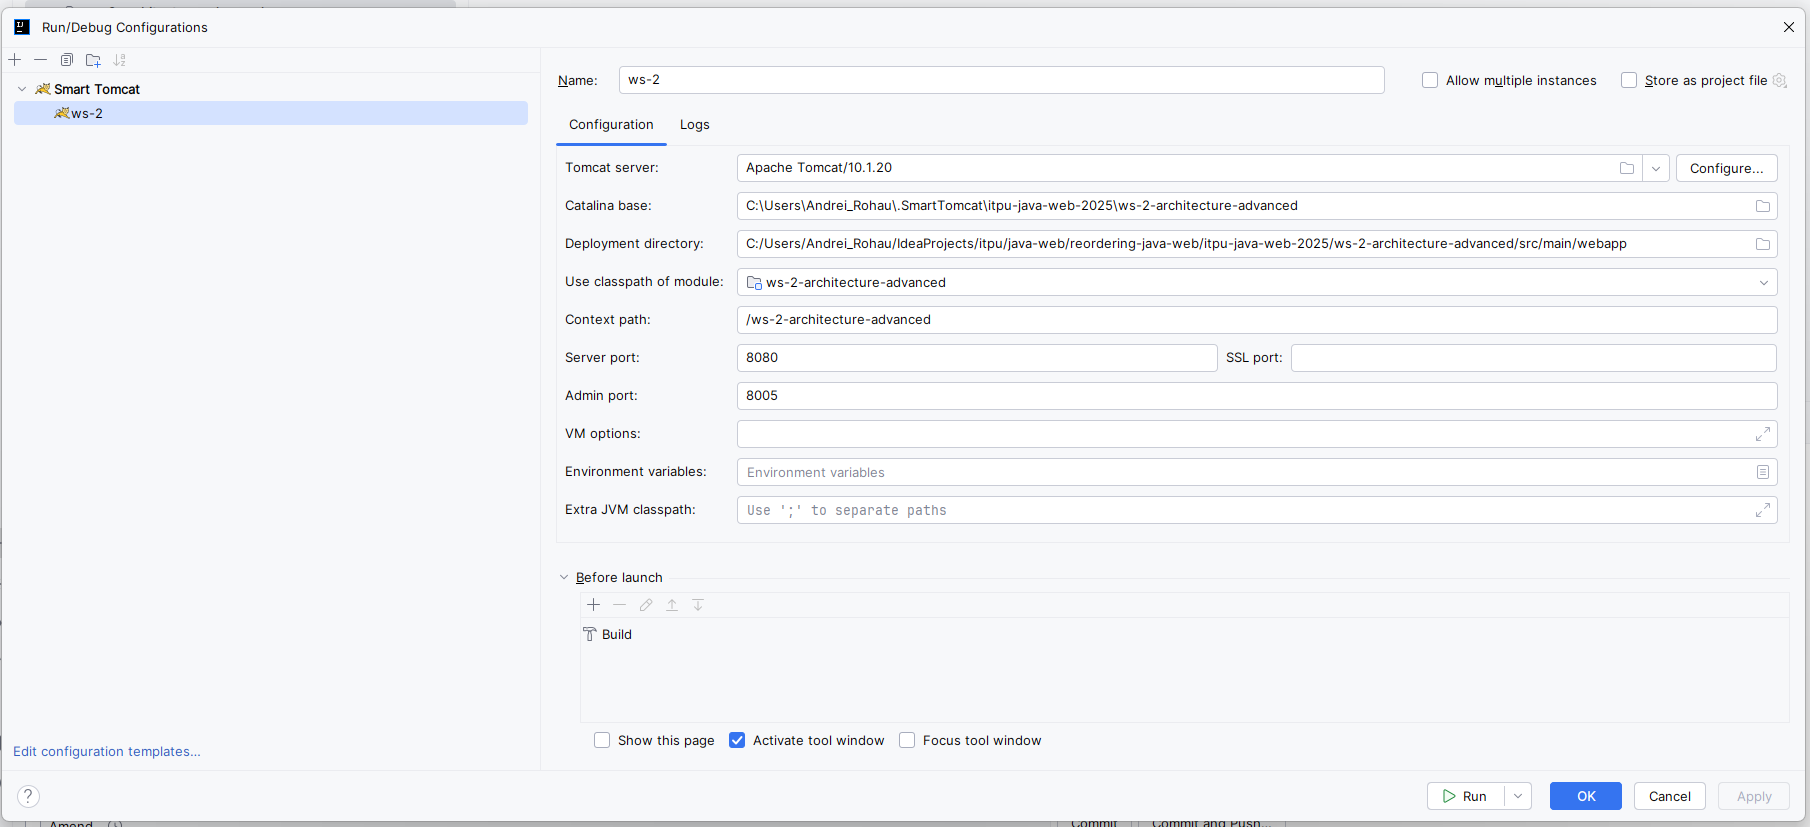 Run/Debug Configurations
Smart Tomcat
ws-2
Edit configuration templates...
Name: ws-2 Allow multiple instances Store as project file
Configuration Logs
Tomcat server: Apache Tomcat/10.1.20 Configure...
Catalina base: C:\Users\Andrei_Rohau\.SmartTomcat\itpu-java-web-2025\ws-2-architecture-advanced
Deployment directory: C:/Users/Andrei_Rohau/IdeaProjects/itpu/java-web/reordering-java-web/itpu-java-web-2025/ws-2-architecture-advanced/src/main/webapp
Use classpath of module: ws-2-architecture-advanced
Context path: /ws-2-architecture-advanced
Server port: 8080 SSL port:
Admin port: 8005
VM options:
Environment variables: Environment variables
Extra JVM classpath: Use ';' to separate paths
Before launch
Build
Show this page Activate tool window Focus tool window
? Run OK Cancel Apply
Amend Commit Commit and Push...